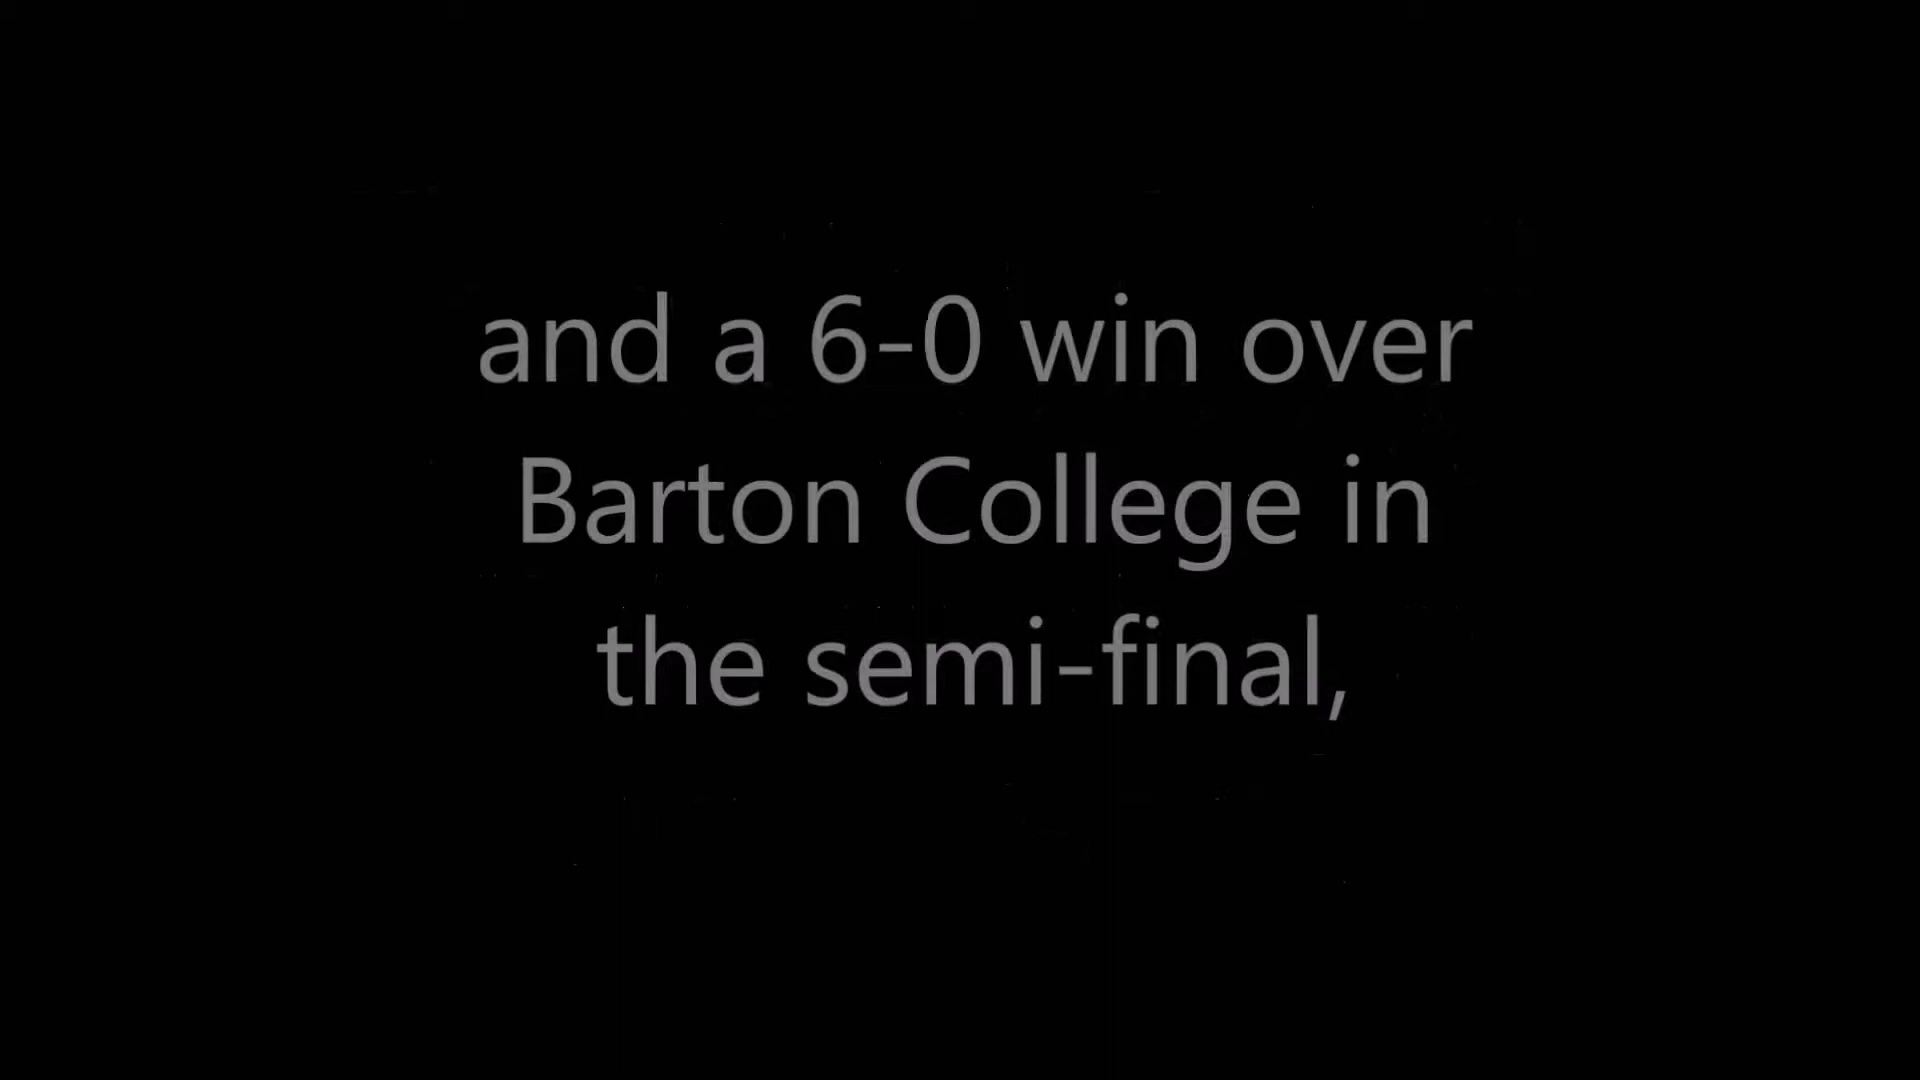 and a 6-0 win over
Barton College in
the semi-final,